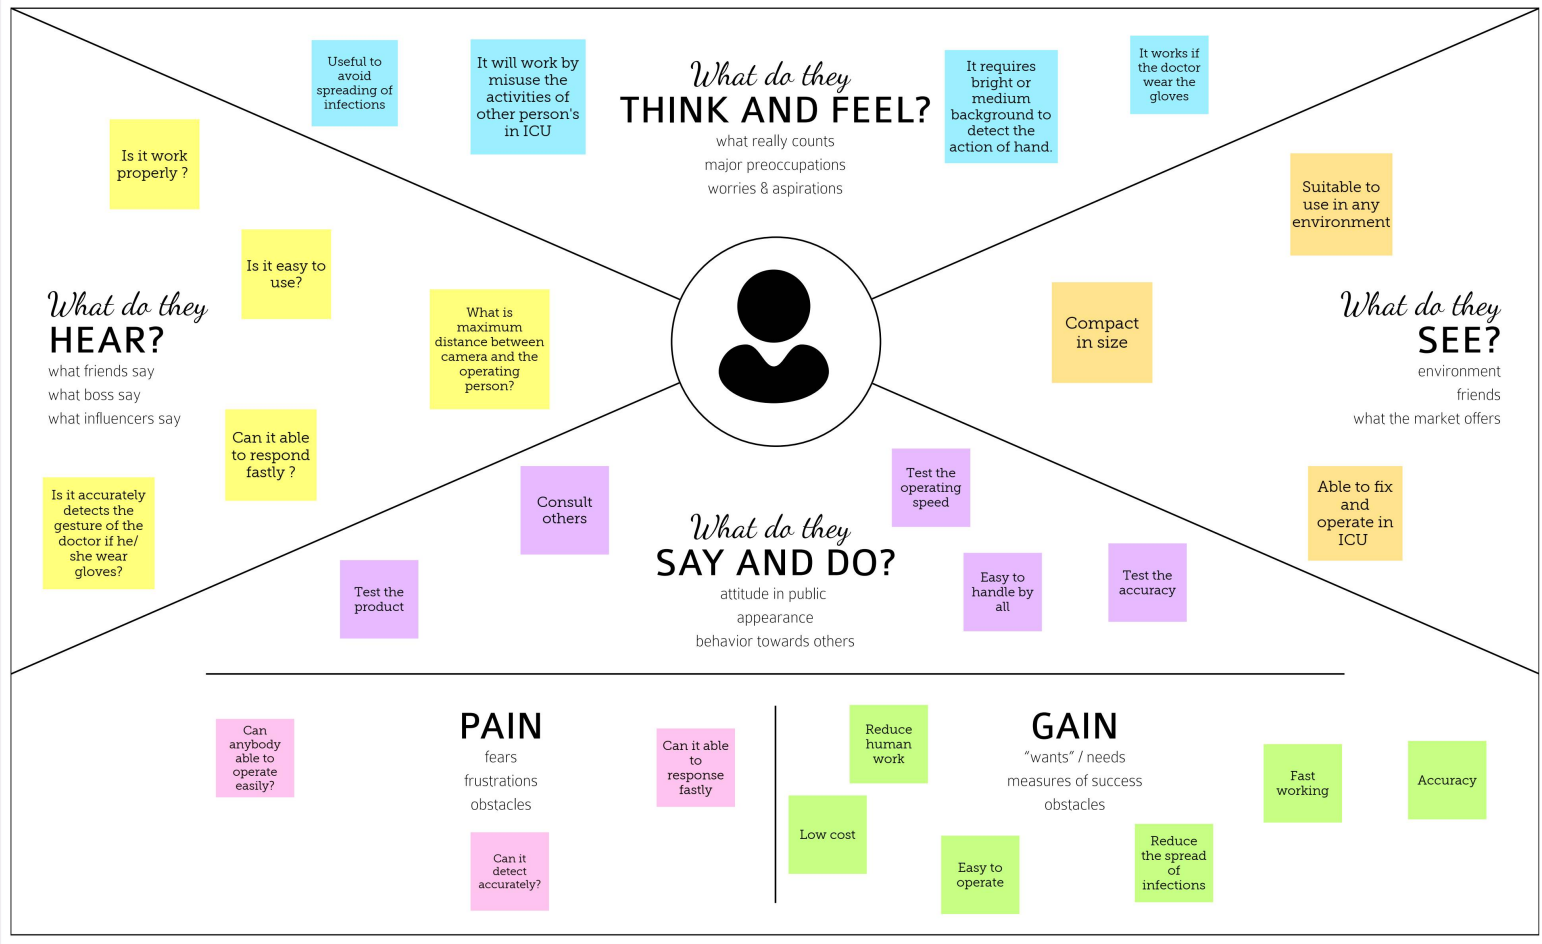 Useful to
avoid
spreading of
infections
It will work by
misuse the
activities of
other person's
in ICU
What do they
THINK AND FEEL?
what really counts
major preoccupations
worries & aspirations
It requires
bright or
medium
background to
detect the
action of hand.
It works if
the doctor
wear the
gloves
Is it work
properly ?
Is it easy to
use?
What is
maximum
distance between
camera and the
operating
person?
What do they
HEAR?
what friends say
what boss say
what influencers say
Can it able
to respond
fastly ?
Is it accurately
detects the
gesture of the
doctor if he/
she wear
gloves?
Suitable to
use in any
environment
Compact
in size
What do they
SEE?
environment
friends
what the market offers
Able to fix
and
operate in
ICU
Consult
others
Test the
product
What do they
SAY AND DO?
attitude in public
appearance
behavior towards others
Test the
operating
speed
Easy to
handle by
all
Test the
accuracy
Can
anybody
able to
operate
easily?
PAIN
fears
frustrations
obstacles
Can it able
to
response
fastly
Can it
detect
accurately?
Reduce
human
work
GAIN
“wants” / needs
measures of success
obstacles
Fast
working
Accuracy
Low cost
Easy to
operate
Reduce
the spread
of
infections